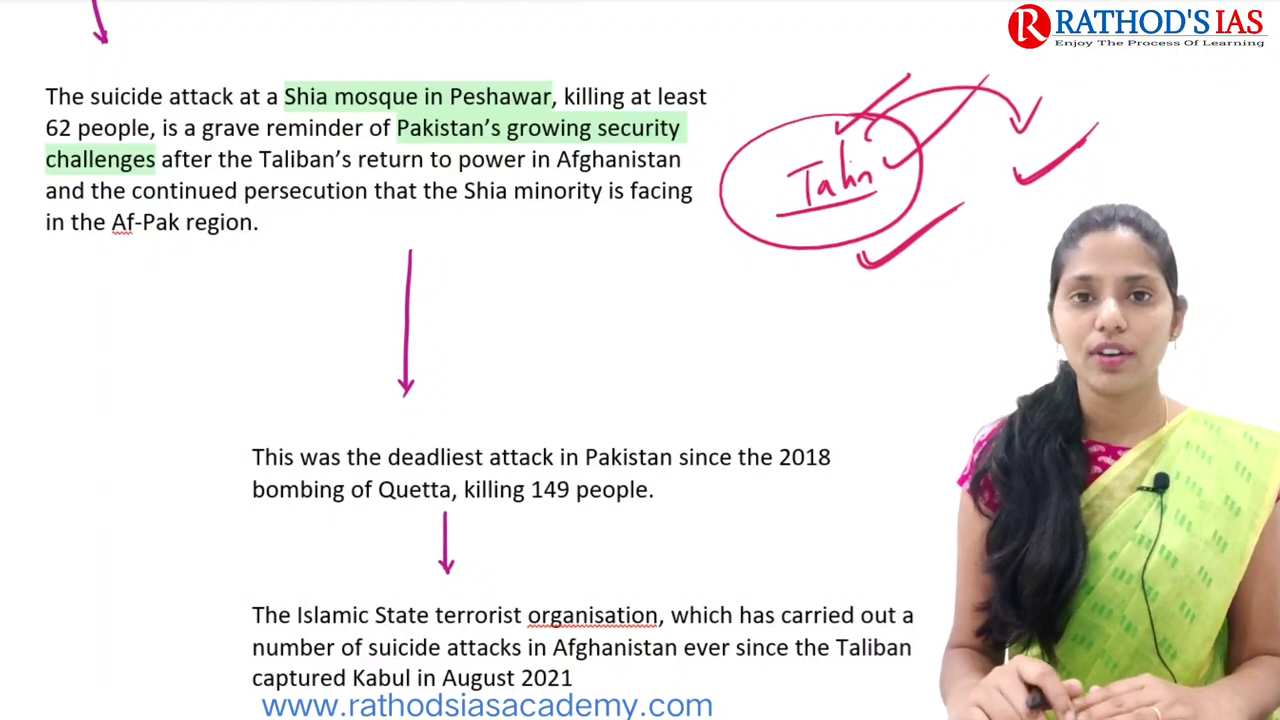 RATHOD'S IAS
Enjoy The Process Of Learning
The suicide attack at a Shia mosque in Peshawar, killing at least
62 people, is a grave reminder of Pakistan's growing security
challenges after the Taliban's return to power in Afghanistan
and the continued persecution that the Shia minority is facing
in the Af-Pak region.
This was the deadliest attack in Pakistan since the 2018
bombing of Quetta, killing 149 people.
The Islamic State terrorist organisation, which has carried out a
number of suicide attacks in Afghanistan ever since the Taliban
captured Kabul in August 2021
www.rathodsiasacademy.com